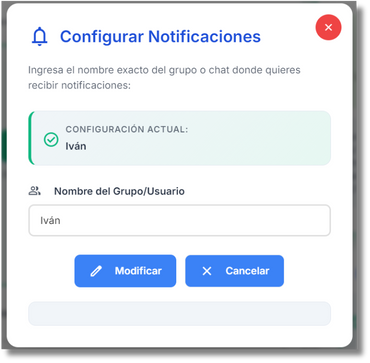 Configurar Notificaciones
Ingresa el nombre exacto del grupo o chat donde quieres
recibir notificaciones:
CONFIGURACIÓN ACTUAL:
Iván
Nombre del Grupo/Usuario
Iván
Modificar
Cancelar